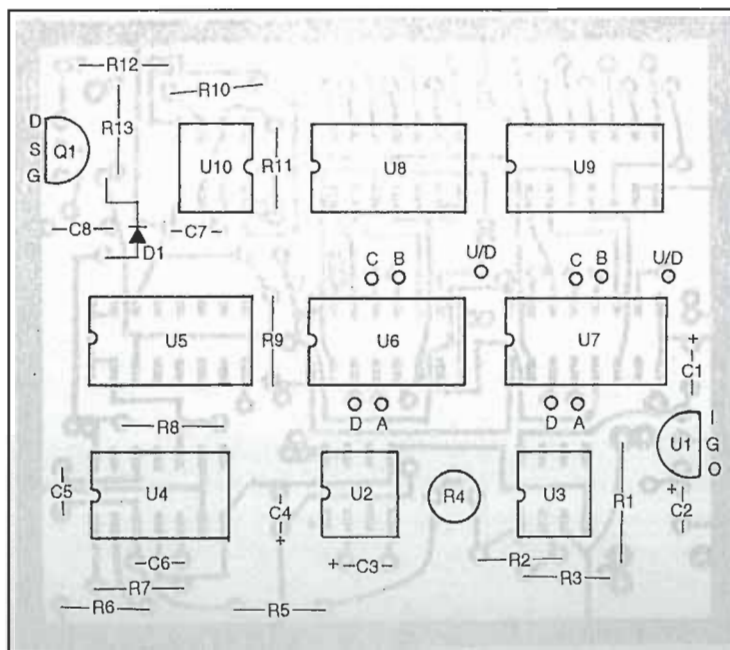 R12
R10
D
S
G
Q1
R13
U10
R11
U8
U9
C8
D1
C7
C
B
U/D
C
B
U/D
U5
R9
U6
U7
+
C1
D
A
D
A
R8
I
G
O
U1
C5
U4
C4
+
U2
R4
U3
R1
+
C2
C6
+
C3
R2
R7
R3
R6
R5